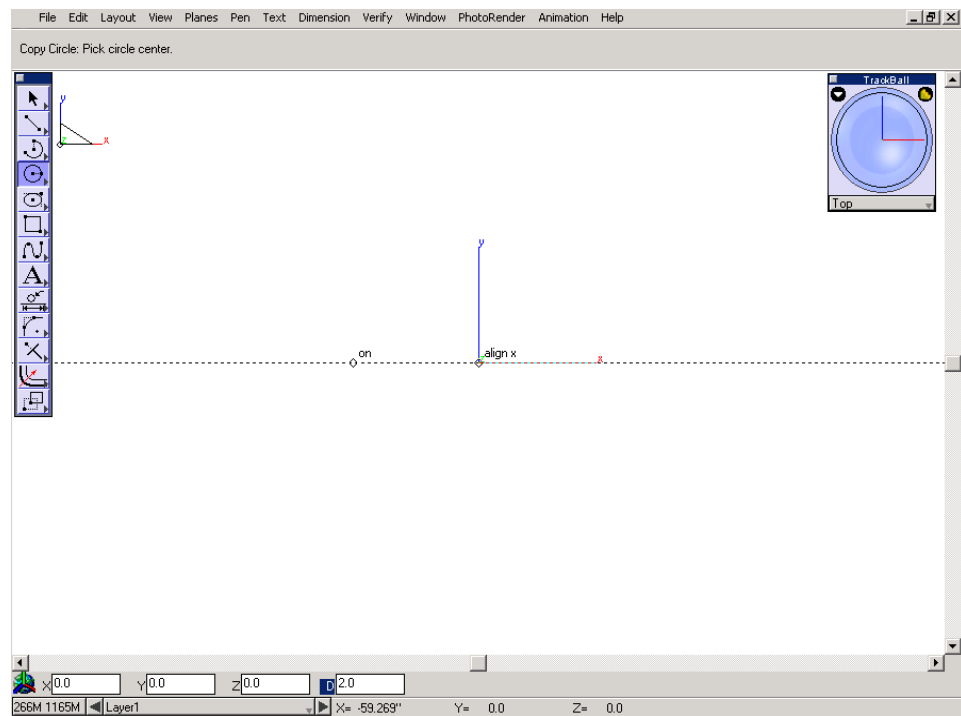 File Edit Layout View Planes Pen Text Dimension Verify Window PhotoRender Animation Help
Copy Circle: Pick circle center.
TrackBall
y
z x
A
Top
y
on align x x
X 0.0 Y 0.0 Z 0.0 D 2.0
266M 1165M Layer1 X= -59.269" Y= 0.0 Z= 0.0